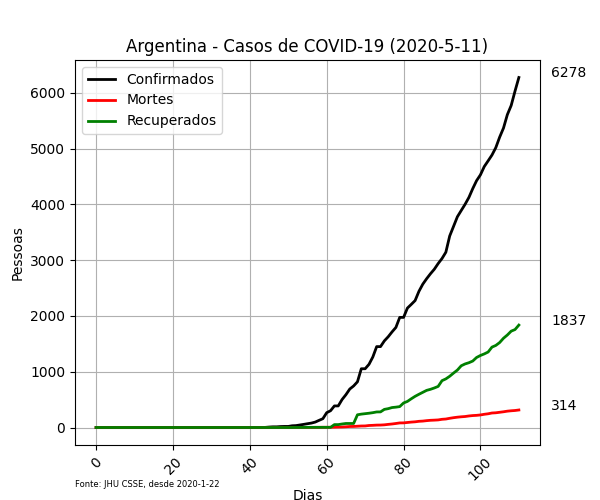 Argentina - Casos de COVID-19 (2020-5-11)
Confirmados
Mortes
Recuperados
6278
1837
314
Pessoas
6000
5000
4000
3000
2000
1000
0
0
20
40
60
80
100
Fonte: JHU CSSE, desde 2020-1-22
Dias